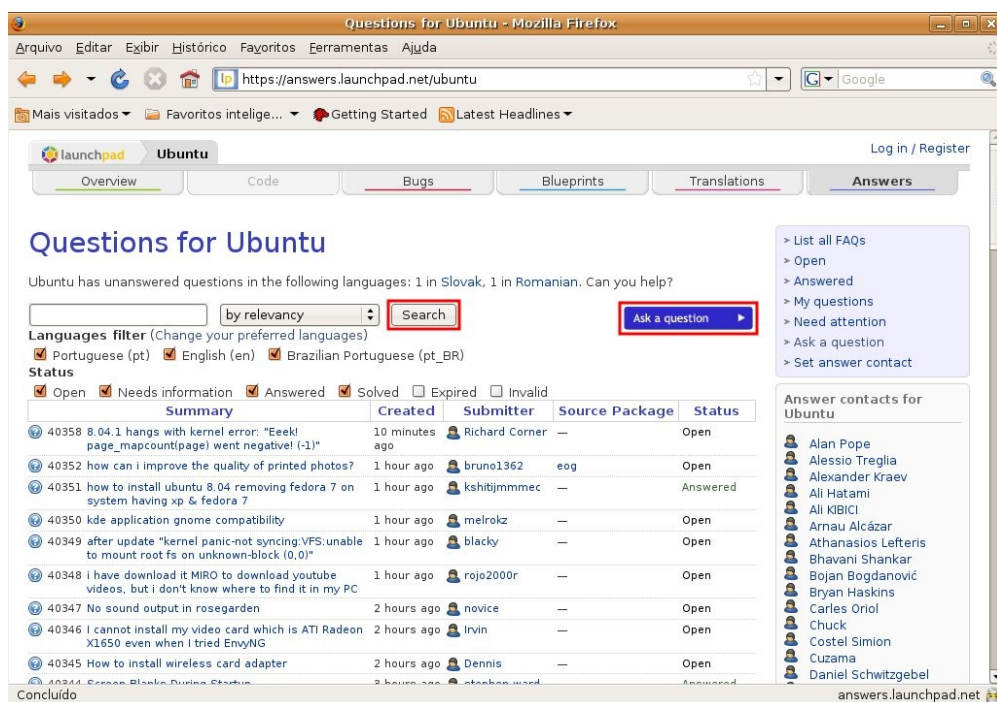 Questions for Ubuntu - Mozilla Firefox
Arquivo Editar Exibir Histórico Favoritos Ferramentas Ajuda
https://answers.launchpad.net/ubuntu
Google
Mais visitados Favoritos intelige... Getting Started Latest Headlines
launchpad Ubuntu
Log in / Register
Overview Code Bugs Blueprints Translations Answers
Questions for Ubuntu
Ubuntu has unanswered questions in the following languages: 1 in Slovak, 1 in Romanian. Can you help?
by relevancy Search Ask a question
Languages filter (Change your preferred languages)
Portuguese (pt) English (en) Brazilian Portuguese (pt_BR)
Status
Open Needs information Answered Solved Expired Invalid
Summary Created Submitter Source Package Status
40358 8.04.1 hangs with kernel error: "Eeek! 10 minutes Richard Corner — Open
page_mapcount(page) went negative! (-1)" ago
40352 how can i improve the quality of printed photos? 1 hour ago bruno1362 eog Open
40351 how to install ubuntu 8.04 removing fedora 7 on 1 hour ago kshitijmmmec — Answered
system having xp & fedora 7
40350 kde application gnome compatibility 1 hour ago melrokz — Open
40349 after update "kernel panic-not syncing:VFS:unable 1 hour ago blacky — Open
to mount root fs on unknown-block (0,0)"
40348 i have download it MIRO to download youtube 1 hour ago rojo2000r — Open
videos, but i don't know where to find it in my PC
40347 No sound output in rosegarden 2 hours ago novice — Open
40346 I cannot install my video card which is ATI Radeon 2 hours ago Irvin — Open
X1650 even when I tried EnvyNG
40345 How to install wireless card adapter 2 hours ago Dennis — Open
40344 Screen Blanks During Startup 3 hours ago stephen ward Answered
> List all FAQs
> Open
> Answered
> My questions
> Need attention
> Ask a question
> Set answer contact
Answer contacts for
Ubuntu
Alan Pope
Alessio Treglia
Alexander Kraev
Ali Hatami
Ali KIBICI
Arnau Alcázar
Athanasios Lefteris
Bhavani Shankar
Bojan Bogdanović
Bryan Haskins
Carles Oriol
Chuck
Costel Simion
Cuzama
Daniel Schwitzgebel
Concluído
answers.launchpad.net